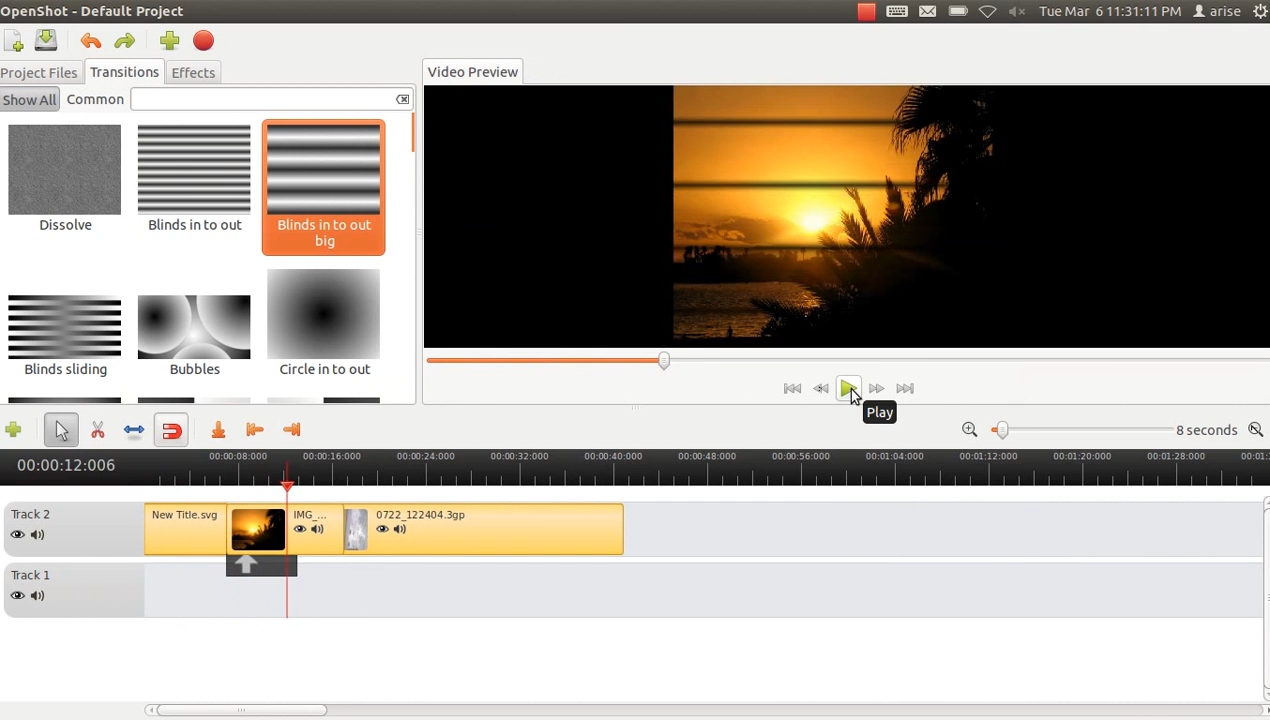 OpenShot - Default Project
Tue Mar 6 11:31:11 PM
arise
Project Files
Transitions
Effects
Video Preview
Show All
Common
Dissolve
Blinds in to out
Blinds in to out
big
Blinds sliding
Bubbles
Circle in to out
Play
8 seconds
00:00:12:006
00:00:08:000
00:00:16:000
00:00:24:000
00:00:32:000
00:00:40:000
00:00:48:000
00:00:56:000
00:01:04:000
00:01:12:000
00:01:20:000
00:01:28:000
Track 2
New Title.svg
IMG_...
0722_122404.3gp
Track 1